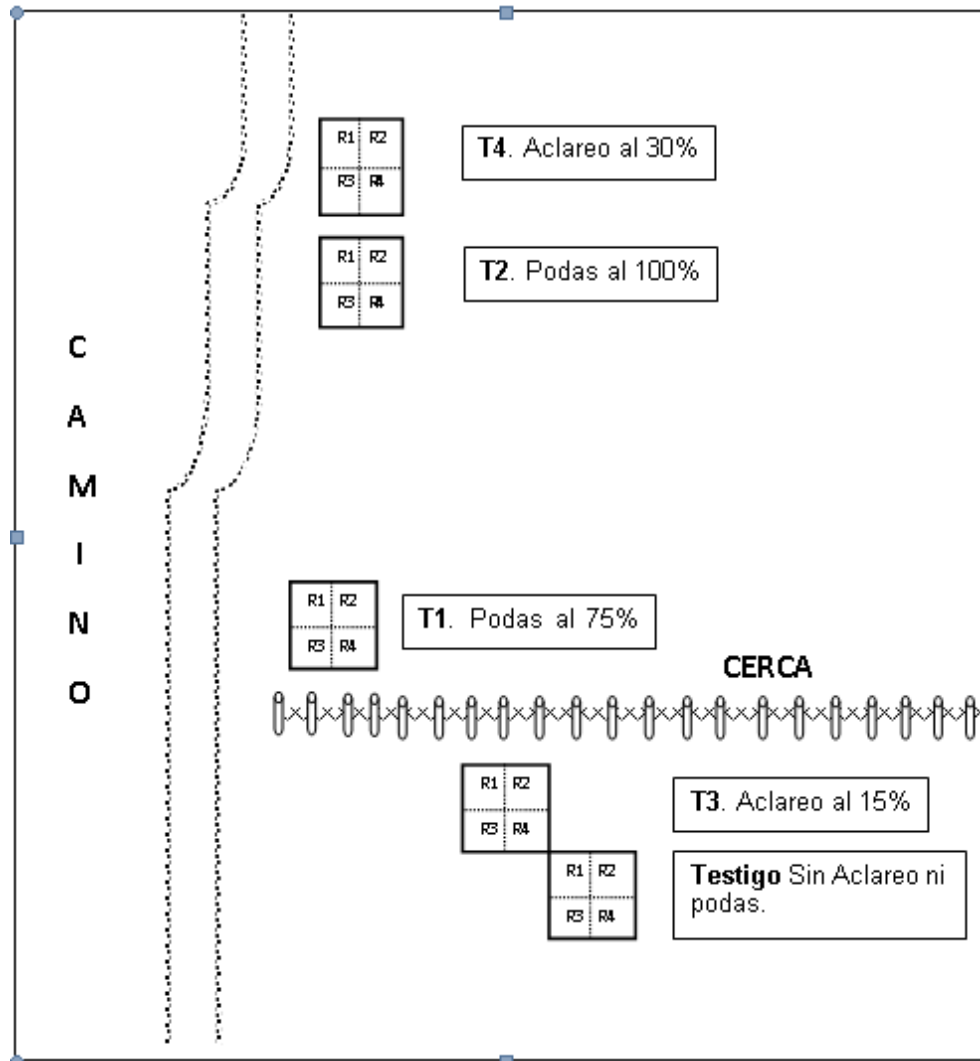 R1 R2
R3 R4
T4. Aclareo al 30%
R1 R2
R3 R4
T2. Podas al 100%
CAMINO
R1 R2
R3 R4
T1. Podas al 75%
CERCA
R1 R2
R3 R4
T3. Aclareo al 15%
R1 R2
R3 R4
Testigo Sin Aclareo ni
podas.